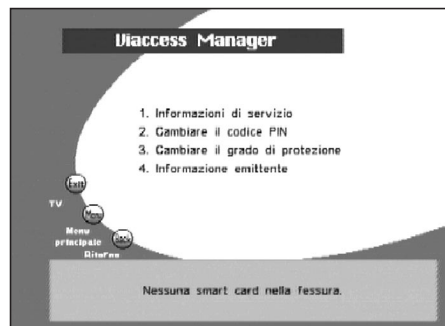 Viaccess Manager
1. Informazioni di servizio
2. Cambiare il codice PIN
3. Cambiare il grado di protezione
4. Informazione emittente
Exit
TV
Menu
Menu
principale
Back
Ritorno
Nessuna smart card nella fessura.